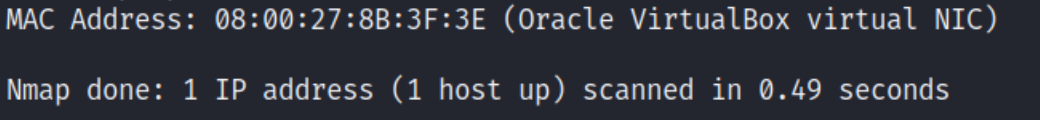 MAC Address: 08:00:27:8B:3F:3E (Oracle VirtualBox virtual NIC)
Nmap done: 1 IP address (1 host up) scanned in 0.49 seconds